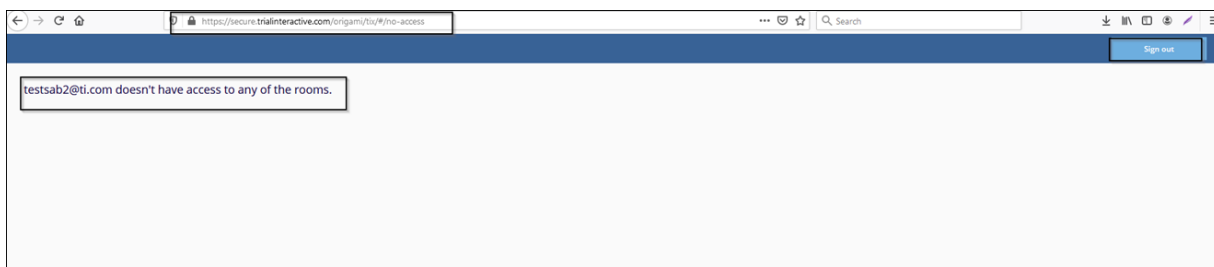 https://secure.trialinteractive.com/origami/tix/#/no-access
Search
Sign out
testsab2@ti.com doesn't have access to any of the rooms.